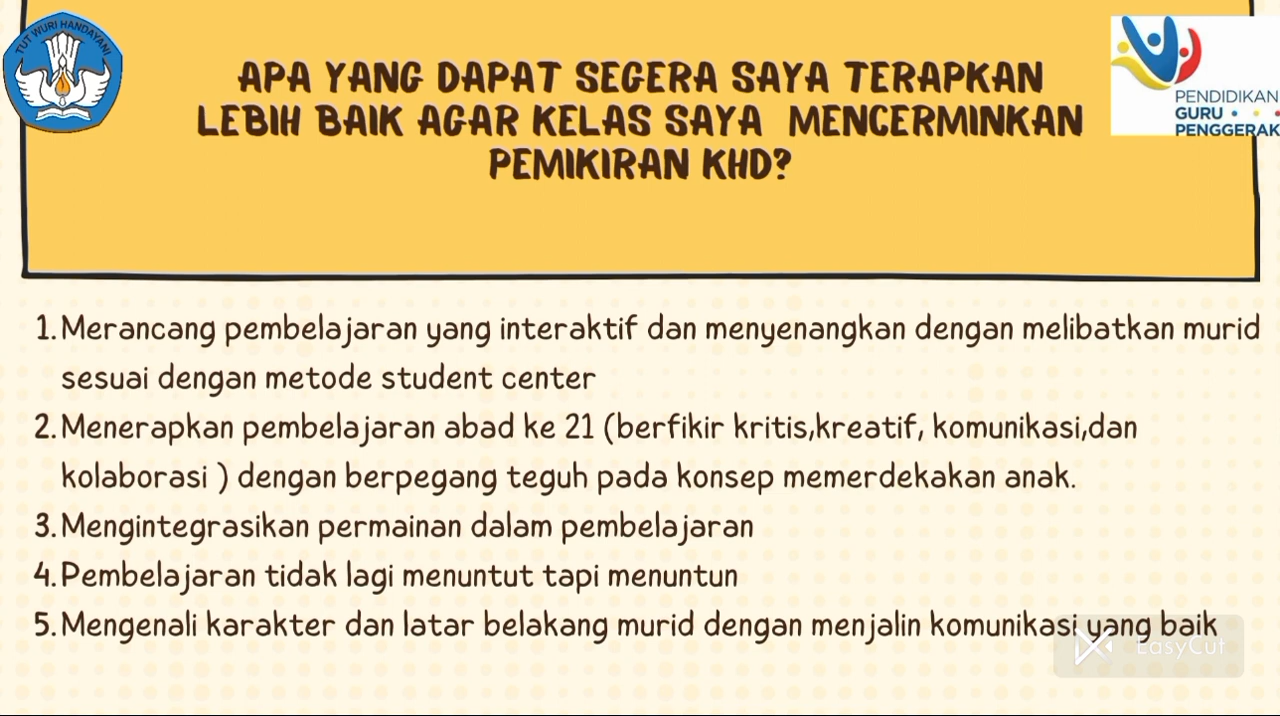 TUT WURI HANDAYANI
APA YANG DAPAT SEGERA SAYA TERAPKAN
LEBIH BAIK AGAR KELAS SAYA MENCERMINKAN
PEMIKIRAN KHD?
PENDIDIKAN
GURU
PENGGERAK
1. Merancang pembelajaran yang interaktif dan menyenangkan dengan melibatkan murid
sesuai dengan metode student center
2. Menerapkan pembelajaran abad ke 21 (berfikir kritis,kreatif, komunikasi,dan
kolaborasi ) dengan berpegang teguh pada konsep memerdekakan anak.
3. Mengintegrasikan permainan dalam pembelajaran
4. Pembelajaran tidak lagi menuntut tapi menuntun
5. Mengenali karakter dan latar belakang murid dengan menjalin komunikasi yang baik
EasyCut